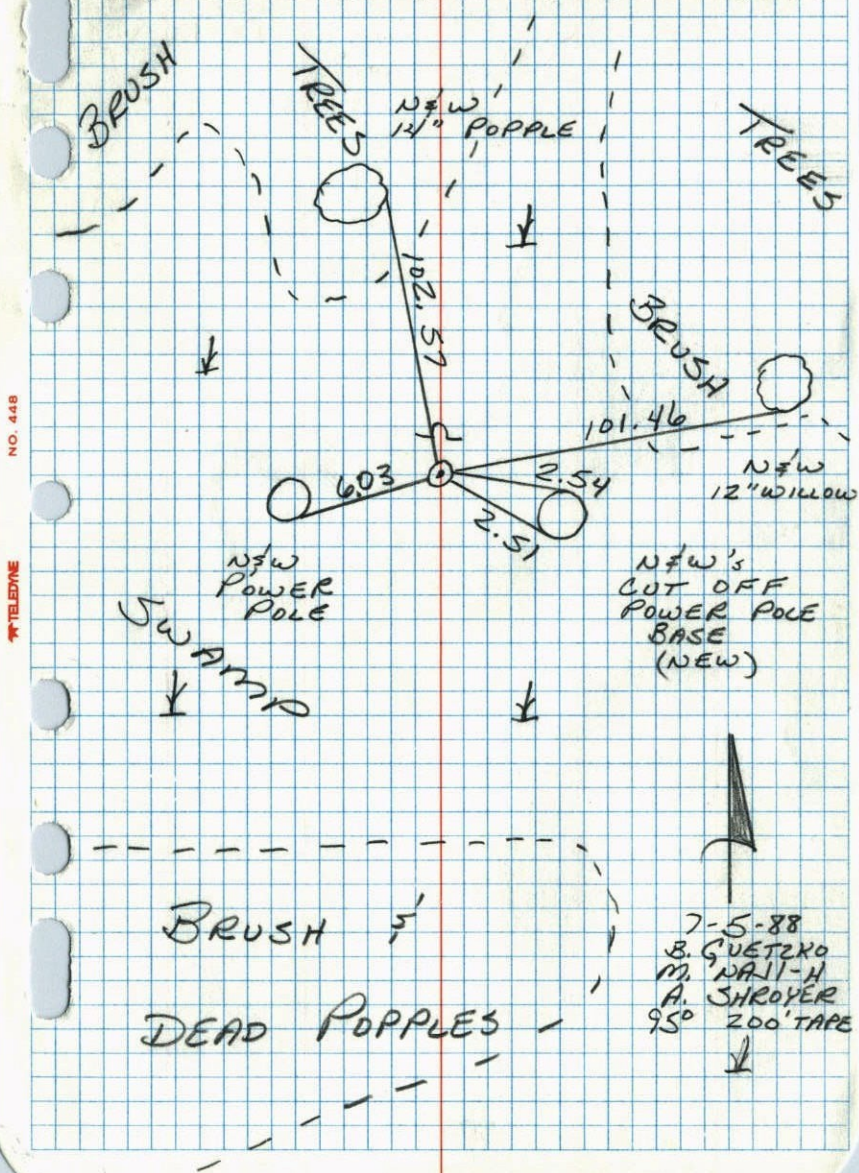 BRUSH
TREES
N&W
12" POPPLE
TREES
102.57
BRUSH
101.46
N&W
12" WILLOW
6.03
2.54
2.51
N&W
POWER
POLE
N&W's
CUT OFF
POWER POLE
BASE
(NEW)
SWAMP
BRUSH &
DEAD POPPLES
7-5-88
B. GUETZKO
A. SHROYER
95° 200' TAPE
NO. 448
TELEDYNE